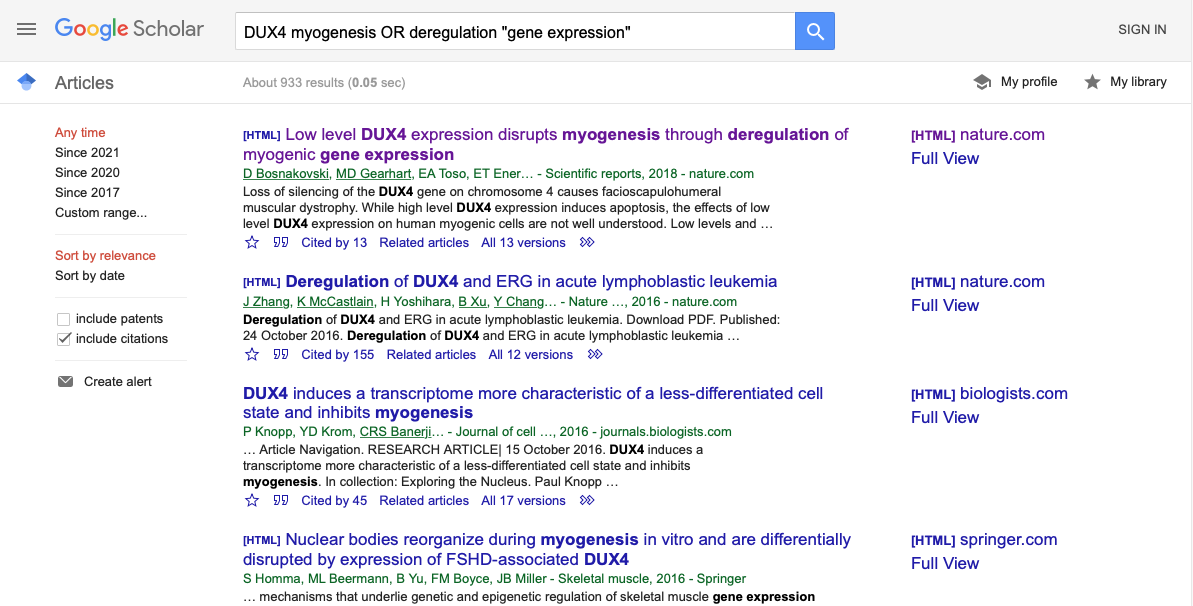 Google Scholar
DUX4 myogenesis OR deregulation "gene expression"
SIGN IN
Articles
About 933 results (0.05 sec)
My profile
My library
Any time
Since 2021
Since 2020
Since 2017
Custom range...
Sort by relevance
Sort by date
include patents
include citations
Create alert
[HTML] Low level DUX4 expression disrupts myogenesis through deregulation of
myogenic gene expression
D Bosnakovski, MD Gearhart, EA Toso, ET Ener… - Scientific reports, 2018 - nature.com
Loss of silencing of the DUX4 gene on chromosome 4 causes facioscapulohumeral
muscular dystrophy. While high level DUX4 expression induces apoptosis, the effects of low
level DUX4 expression on human myogenic cells are not well understood. Low levels and …
Cited by 13 Related articles All 13 versions
[HTML] nature.com
Full View
[HTML] Deregulation of DUX4 and ERG in acute lymphoblastic leukemia
J Zhang, K McCastlain, H Yoshihara, B Xu, Y Chang… - Nature …, 2016 - nature.com
Deregulation of DUX4 and ERG in acute lymphoblastic leukemia. Download PDF. Published:
24 October 2016. Deregulation of DUX4 and ERG in acute lymphoblastic leukemia …
Cited by 155 Related articles All 12 versions
[HTML] nature.com
Full View
DUX4 induces a transcriptome more characteristic of a less-differentiated cell
state and inhibits myogenesis
P Knopp, YD Krom, CRS Banerji… - Journal of cell …, 2016 - journals.biologists.com
… Article Navigation. RESEARCH ARTICLE| 15 October 2016. DUX4 induces a
transcriptome more characteristic of a less-differentiated cell state and inhibits
myogenesis. In collection: Exploring the Nucleus. Paul Knopp …
Cited by 45 Related articles All 17 versions
[HTML] biologists.com
Full View
[HTML] Nuclear bodies reorganize during myogenesis in vitro and are differentially
disrupted by expression of FSHD-associated DUX4
S Homma, ML Beermann, B Yu, FM Boyce, JB Miller - Skeletal muscle, 2016 - Springer
… mechanisms that underlie genetic and epigenetic regulation of skeletal muscle gene expression
[HTML] springer.com
Full View